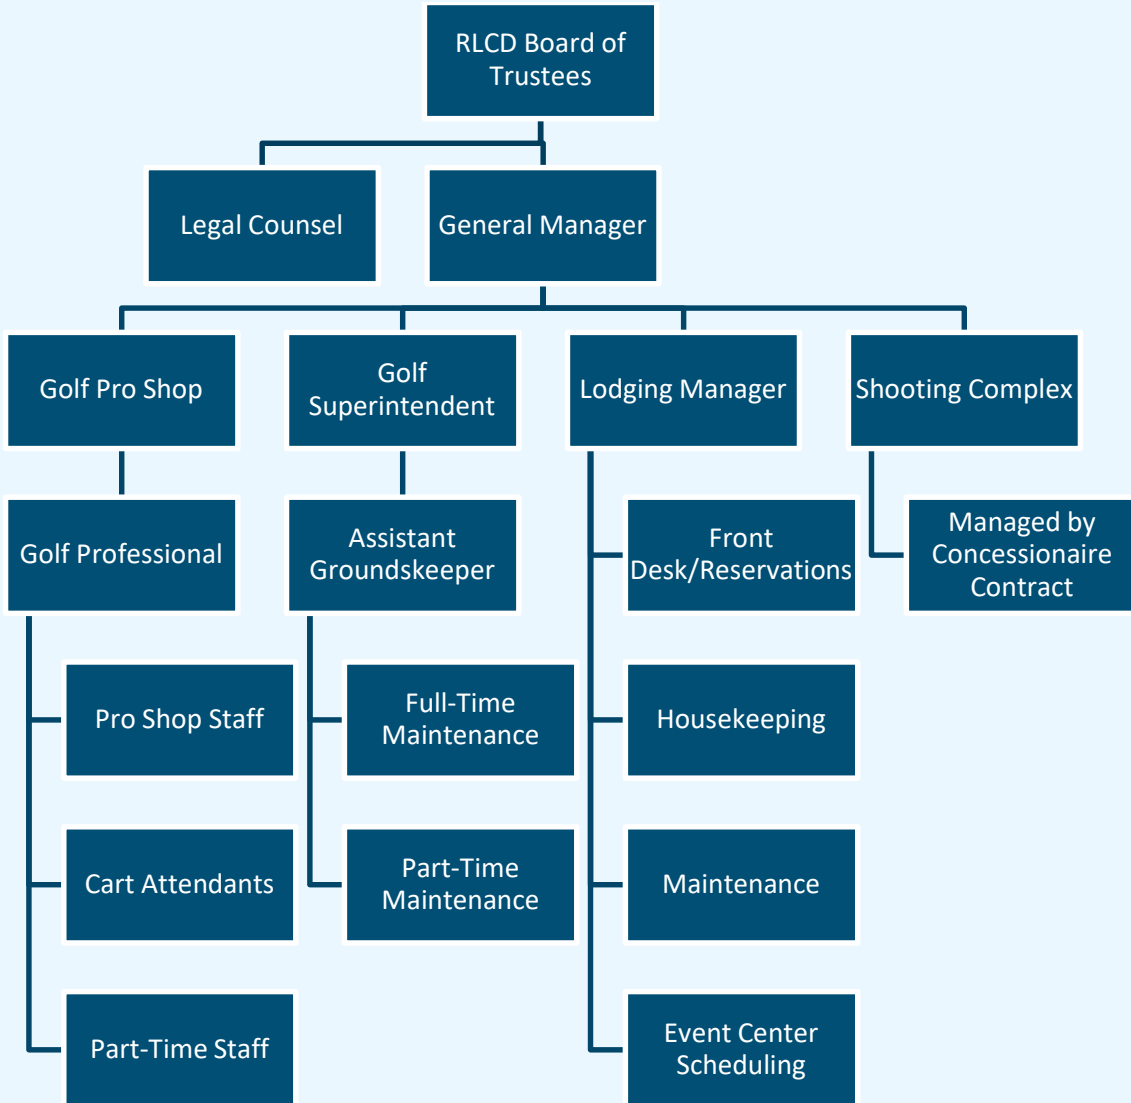 RLCD Board of
Trustees
Legal Counsel
General Manager
Golf Pro Shop
Golf
Superintendent
Lodging Manager
Shooting Complex
Golf Professional
Assistant
Groundskeeper
Front
Desk/Reservations
Managed by
Concessionaire
Contract
Pro Shop Staff
Full-Time
Maintenance
Housekeeping
Cart Attendants
Part-Time
Maintenance
Maintenance
Part-Time Staff
Event Center
Scheduling